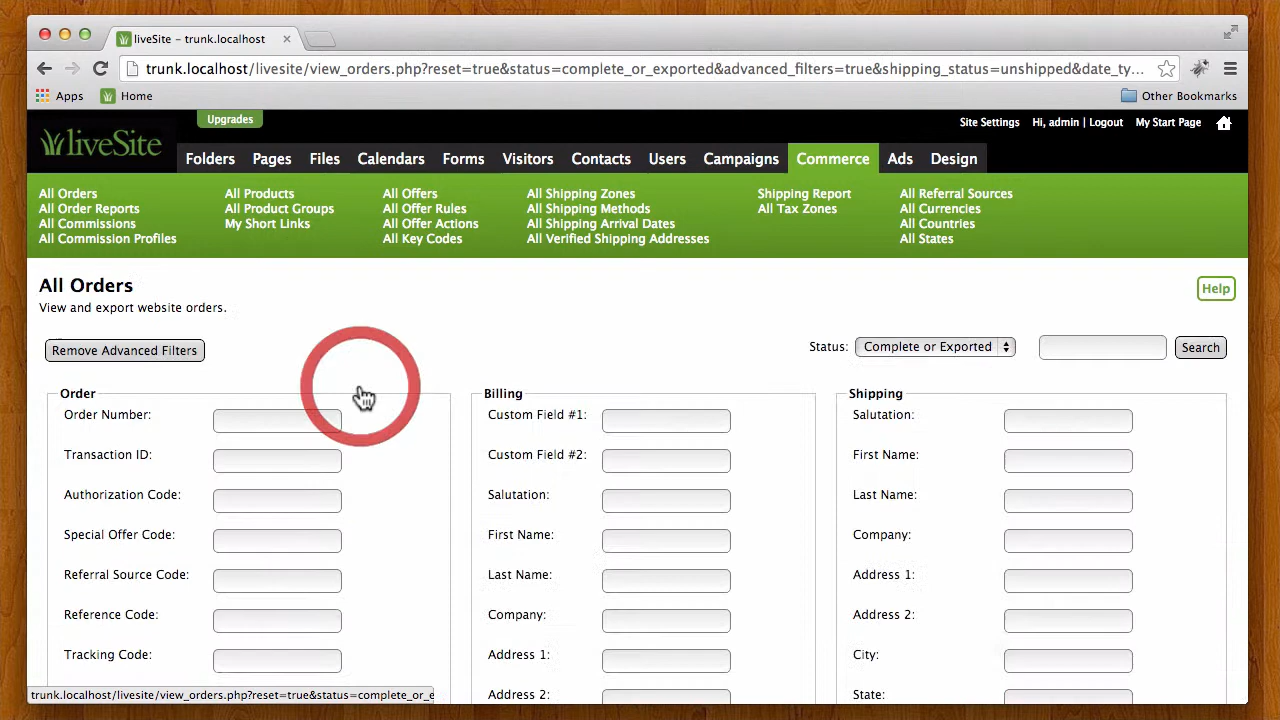 liveSite – trunk.localhost
trunk.localhost/livesite/view_orders.php?reset=true&status=complete_or_exported&advanced_filters=true&shipping_status=unshipped&date_ty...
Apps Home Other Bookmarks
liveSite
Upgrades
Site Settings Hi, admin | Logout My Start Page
Folders Pages Files Calendars Forms Visitors Contacts Users Campaigns Commerce Ads Design
All Orders All Products All Offers All Shipping Zones Shipping Report All Referral Sources
All Order Reports All Product Groups All Offer Rules All Shipping Methods All Tax Zones All Currencies
All Commissions My Short Links All Offer Actions All Shipping Arrival Dates All Countries
All Commission Profiles All Key Codes All Verified Shipping Addresses All States
All Orders
Help
View and export website orders.
Remove Advanced Filters Status: Complete or Exported Search
Order Billing Shipping
Order Number: Custom Field #1: Salutation:
Transaction ID: Custom Field #2: First Name:
Authorization Code: Salutation: Last Name:
Special Offer Code: First Name: Company:
Referral Source Code: Last Name: Address 1:
Reference Code: Company: Address 2:
Tracking Code: Address 1: City:
Address 2: State:
trunk.localhost/livesite/view_orders.php?reset=true&status=complete_or_e